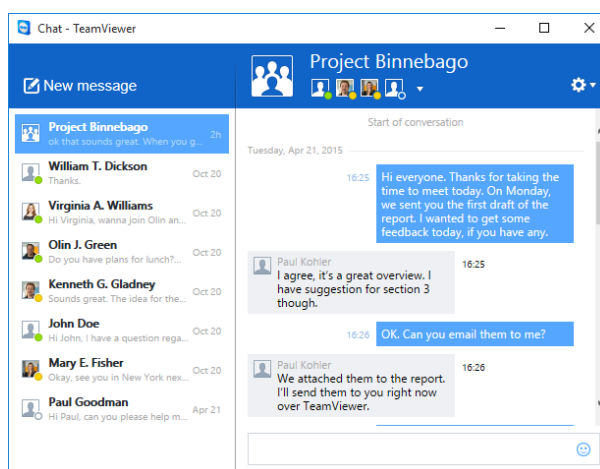 Chat - TeamViewer
New message
Project Binnebago
ok that sounds great. When you g...
2h
William T. Dickson
Thanks.
Oct 20
Virginia A. Williams
Hi Virginia, wanna join Olin an...
Oct 20
Olin J. Green
Do you have plans for lunch?...
Oct 20
Kenneth G. Gladney
Sounds great. The idea for the...
Oct 20
John Doe
Hi John, I have a question rega...
Oct 20
Mary E. Fisher
Okay, see you in New York nex...
Oct 20
Paul Goodman
Hi Paul, can you please help m...
Apr 21
Project Binnebago
Start of conversation
Tuesday, Apr 21, 2015
16:25
Hi everyone. Thanks for taking the
time to meet today. On Monday,
we sent you the first draft of the
report. I wanted to get some
feedback today, if you have any.
Paul Kohler
I agree, it's a great overview. I
have suggestion for section 3
though.
16:25
16:26
OK. Can you email them to me?
Paul Kohler
We attached them to the report.
I'll send them to you right now
over TeamViewer.
16:26